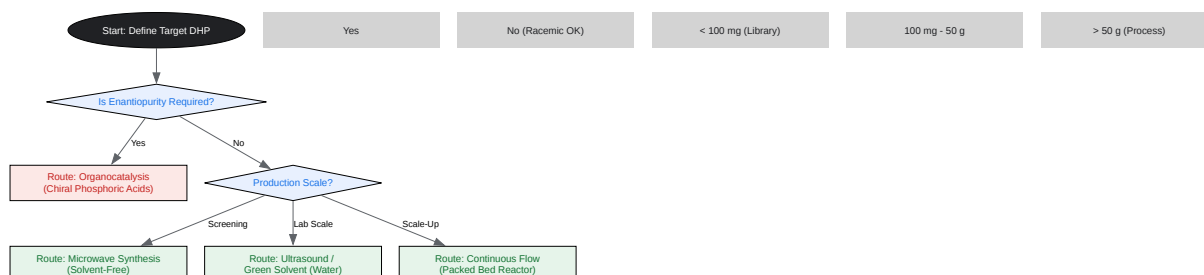 Start: Define Target DHP
Yes
No (Racemic OK)
< 100 mg (Library)
100 mg - 50 g
> 50 g (Process)
Is Enantiopurity Required?
Yes
No
Route: Organocatalysis
(Chiral Phosphoric Acids)
Production Scale?
Screening
Lab Scale
Scale-Up
Route: Microwave Synthesis
(Solvent-Free)
Route: Ultrasound /
Green Solvent (Water)
Route: Continuous Flow
(Packed Bed Reactor)